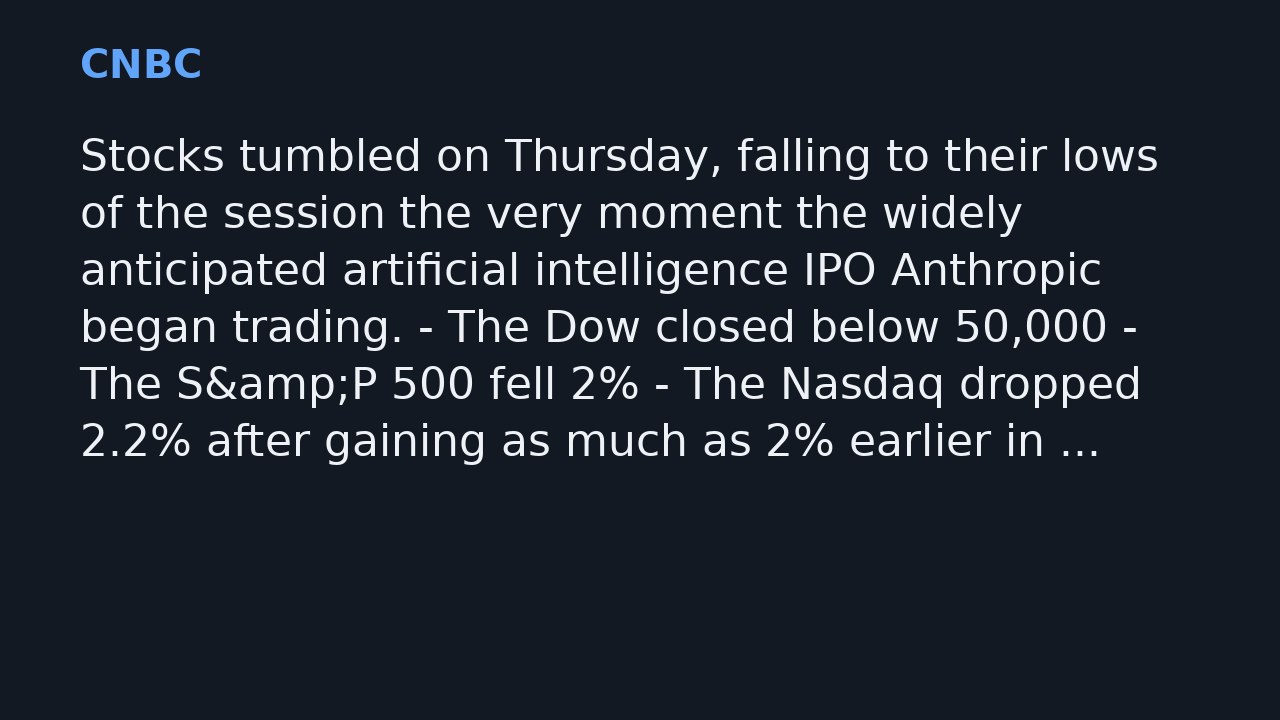 CNBC
Stocks tumbled on Thursday, falling to their lows
of the session the very moment the widely
anticipated artificial intelligence IPO Anthropic
began trading. - The Dow closed below 50,000 -
The S&amp;P 500 fell 2% - The Nasdaq dropped
2.2% after gaining as much as 2% earlier in ...